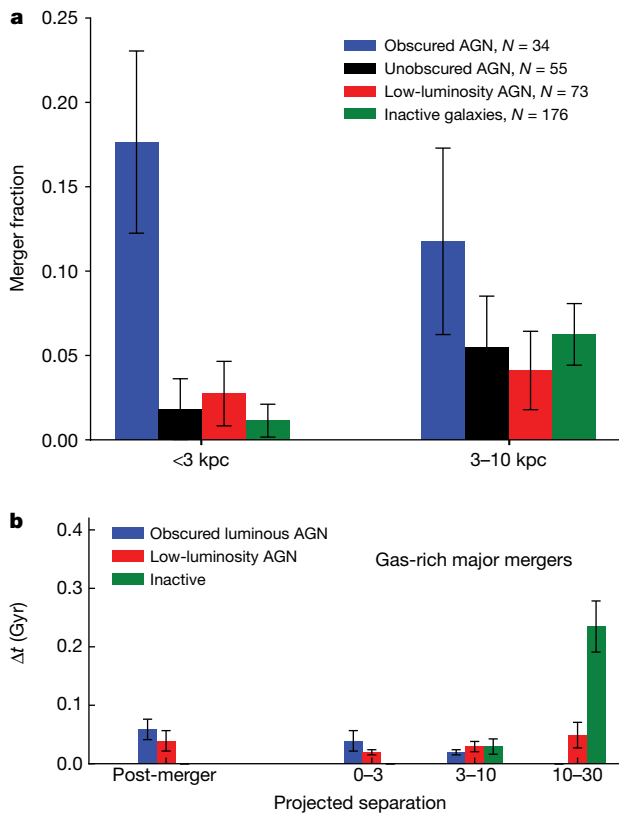 a
0.25
0.20
0.15
0.10
0.05
0.00
Merger fraction
Obscured AGN, N = 34
Unobscured AGN, N = 55
Low-luminosity AGN, N = 73
Inactive galaxies, N = 176
<3 kpc
3–10 kpc
b
0.4
0.3
0.2
0.1
0.0
Δt (Gyr)
Obscured luminous AGN
Low-luminosity AGN
Inactive
Gas-rich major mergers
Post-merger
0–3
3–10
10–30
Projected separation